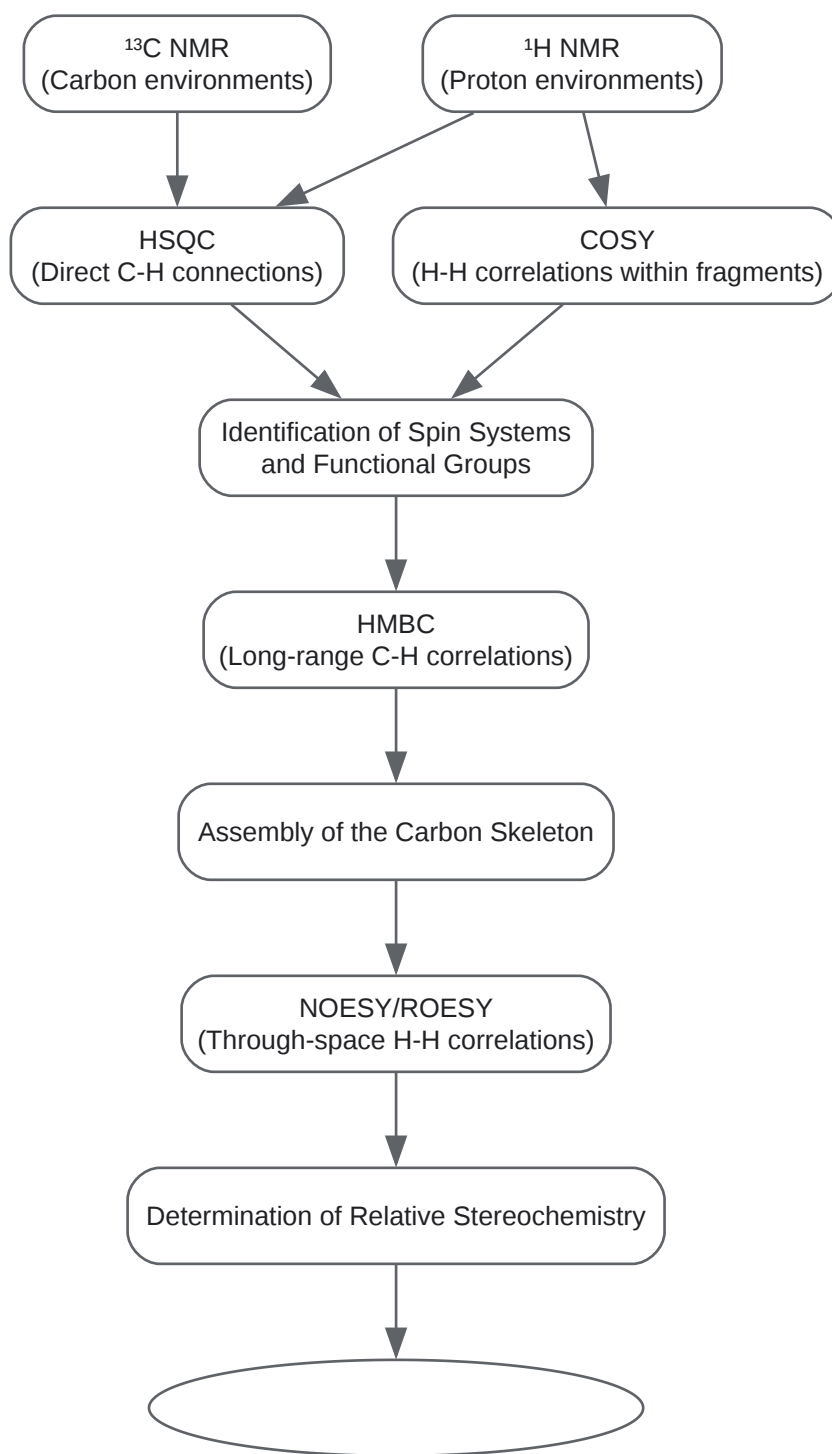 ¹³C NMR
(Carbon environments)
¹H NMR
(Proton environments)
HSQC
(Direct C-H connections)
COSY
(H-H correlations within fragments)
Identification of Spin Systems
and Functional Groups
HMBC
(Long-range C-H correlations)
Assembly of the Carbon Skeleton
NOESY/ROESY
(Through-space H-H correlations)
Determination of Relative Stereochemistry